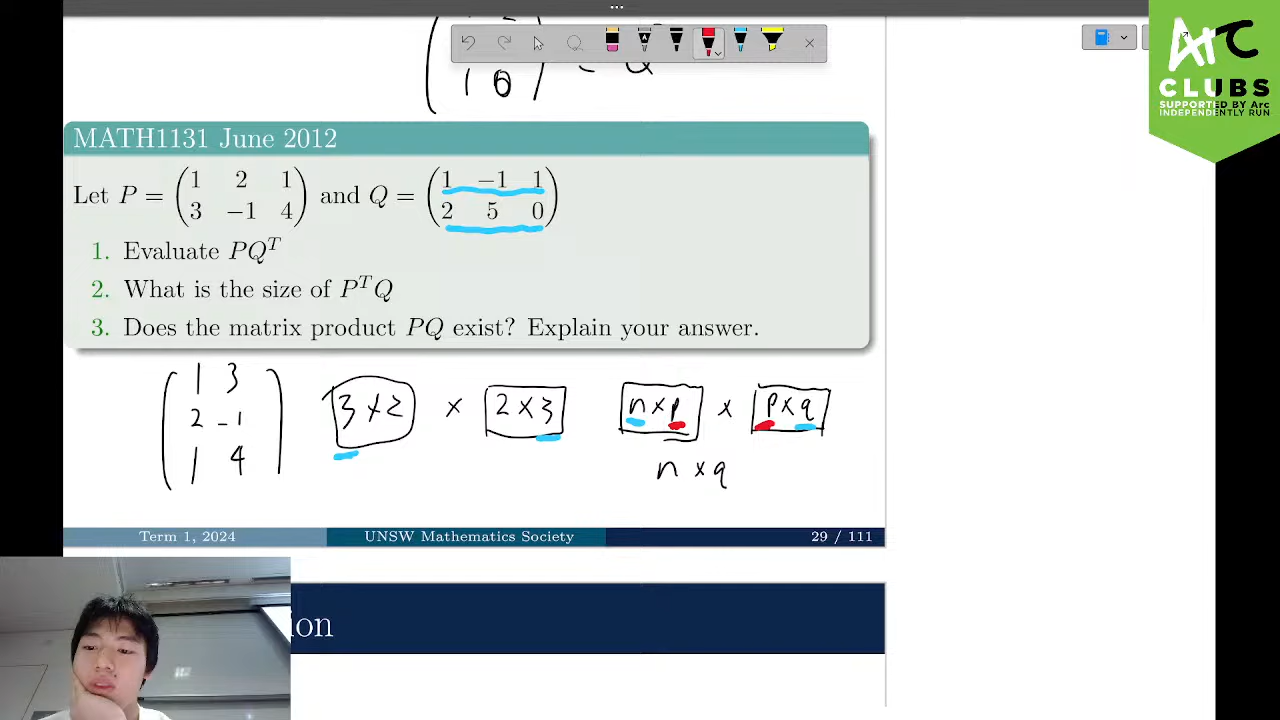 1 0
ArC
CLUBS
SUPPORTED BY Arc
INDEPENDENTLY RUN
MATH1131 June 2012
Let P = (1 2 1 / 3 −1 4) and Q = (1 −1 1 / 2 5 0)
1. Evaluate PQ^T
2. What is the size of P^T Q
3. Does the matrix product PQ exist? Explain your answer.
(1 3 / 2 -1 / 1 4) 3 x 2 x 2 x 3 n x p x p x q
n x q
Term 1, 2024 UNSW Mathematics Society 29 / 111
ion